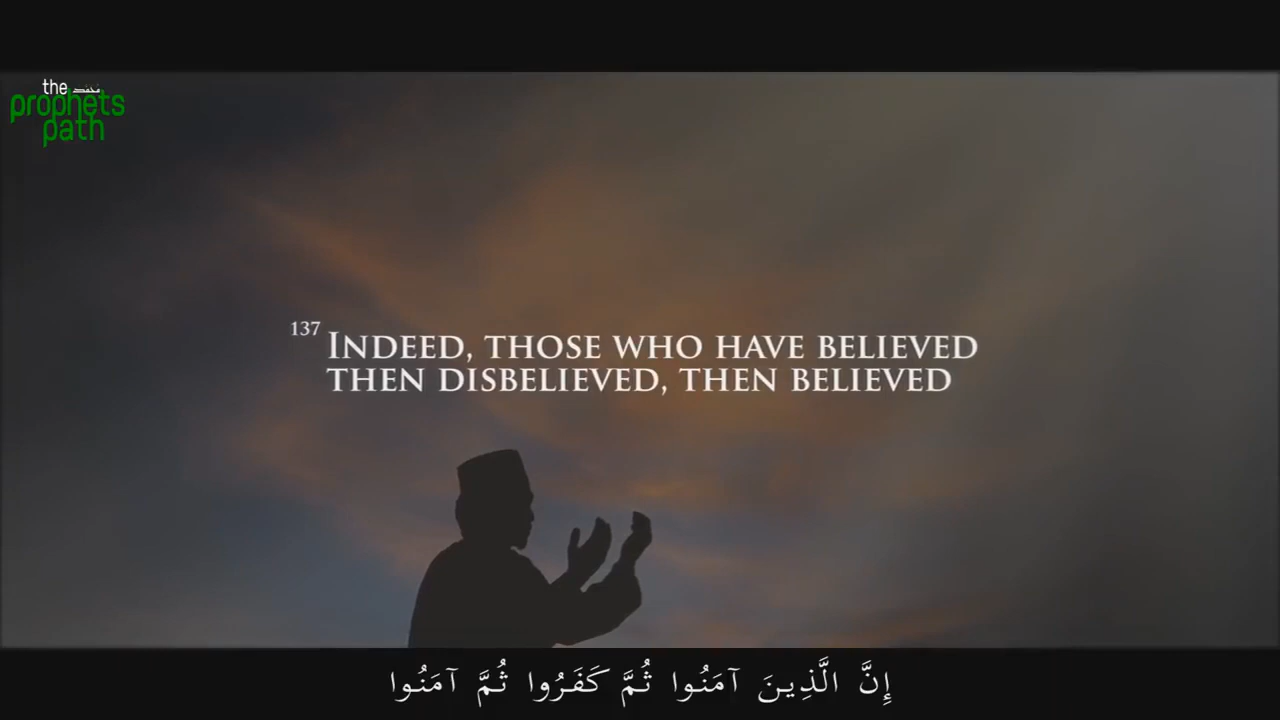 the محمد
prophets
path
137 INDEED, THOSE WHO HAVE BELIEVED
THEN DISBELIEVED, THEN BELIEVED
إِنَّ الَّذِينَ آمَنُوا ثُمَّ كَفَرُوا ثُمَّ آمَنُوا